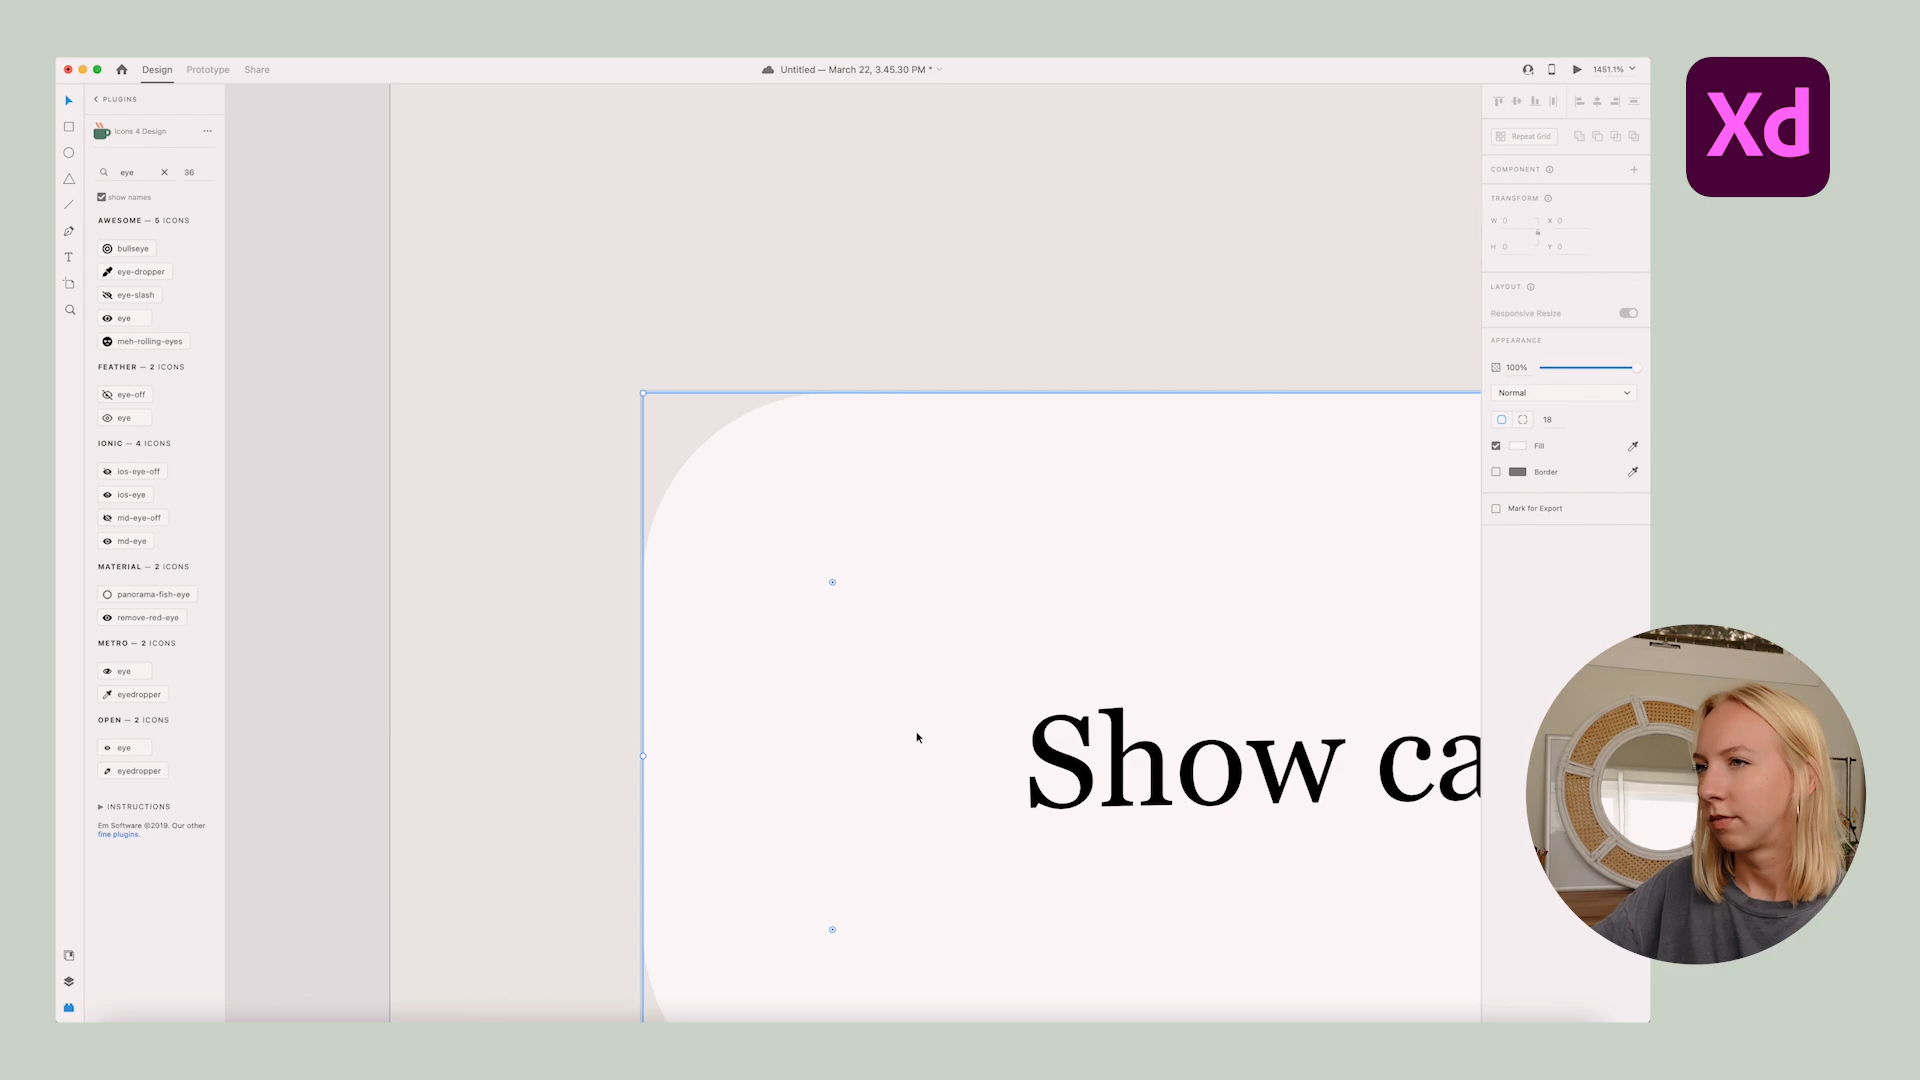 Design Prototype Share
Untitled — March 22, 3.45.30 PM *
1451.1%
Xd
PLUGINS
Icons 4 Design
eye 36
show names
AWESOME — 5 ICONS
bullseye
eye-dropper
eye-slash
eye
meh-rolling-eyes
FEATHER — 2 ICONS
eye-off
eye
IONIC — 4 ICONS
ios-eye-off
ios-eye
md-eye-off
md-eye
MATERIAL — 2 ICONS
panorama-fish-eye
remove-red-eye
METRO — 2 ICONS
eye
eyedropper
OPEN — 2 ICONS
eye
eyedropper
INSTRUCTIONS
Em Software ©2019. Our other
fine plugins.
Show ca
Repeat Grid
COMPONENT
TRANSFORM
W 0 X 0
H 0 Y 0
LAYOUT
Responsive Resize
APPEARANCE
100%
Normal
18
Fill
Border
Mark for Export